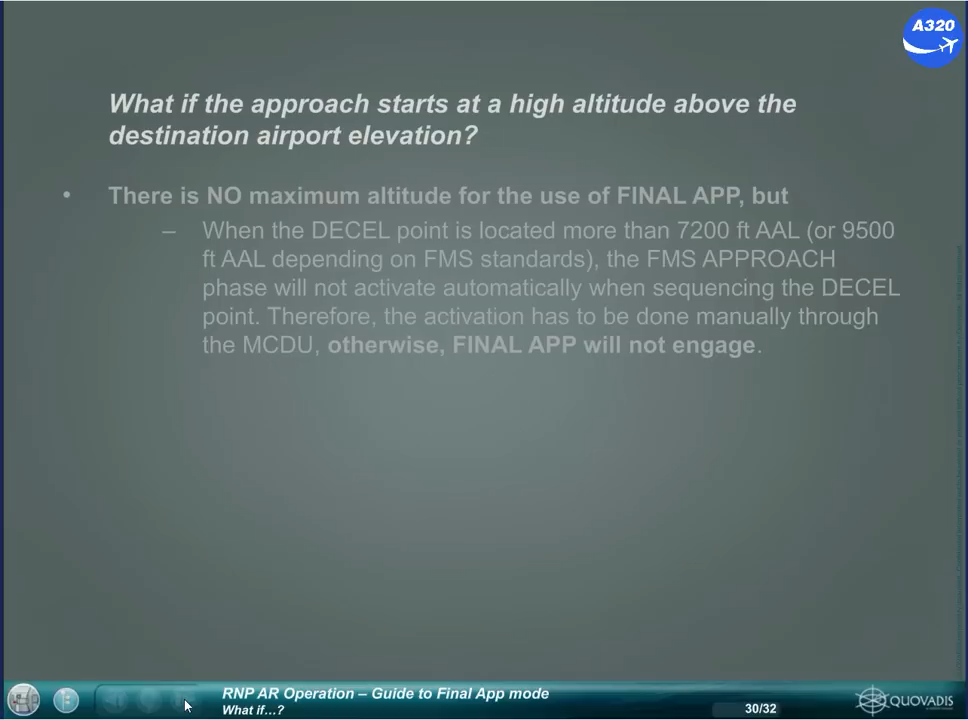 A320
What if the approach starts at a high altitude above the
destination airport elevation?
• There is NO maximum altitude for the use of FINAL APP, but
– When the DECEL point is located more than 7200 ft AAL (or 9500
ft AAL depending on FMS standards), the FMS APPROACH
phase will not activate automatically when sequencing the DECEL
point. Therefore, the activation has to be done manually through
the MCDU, otherwise, FINAL APP will not engage.
RNP AR Operation – Guide to Final App mode
What if…?
30/32
QUOVADIS